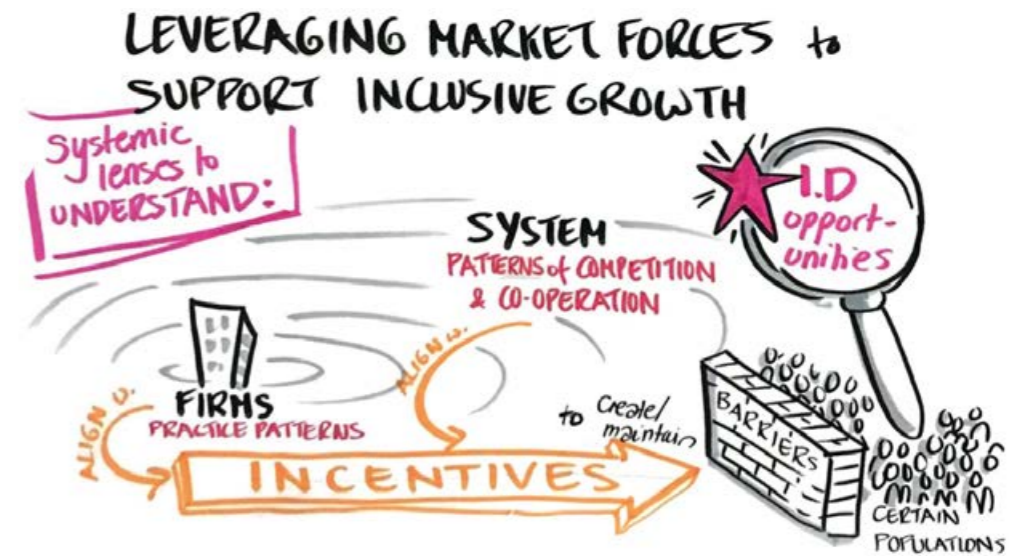 LEVERAGING MARKET FORCES to
SUPPORT INCLUSIVE GROWTH
Systemic
lenses to
UNDERSTAND:
I.D
opport-
unities
SYSTEM
PATTERNS of COMPETITION
& CO-OPERATION
ALIGN W.
FIRMS
PRACTICE PATTERNS
ALIGN W.
INCENTIVES
to Create/
maintain
BARRIERS
CERTAIN
POPULATIONS